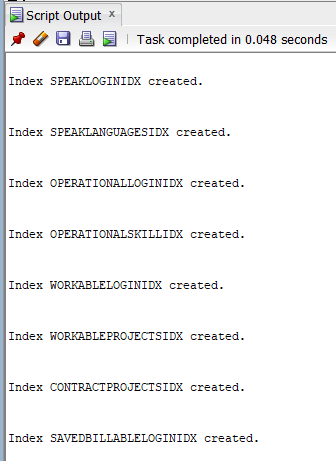 Script Output x
Task completed in 0.048 seconds
Index SPEAKLOGINIDX created.
Index SPEAKLANGUAGESIDX created.
Index OPERATIONALLOGINIDX created.
Index OPERATIONALSKILLIDX created.
Index WORKABLELOGINIDX created.
Index WORKABLEPROJECTSIDX created.
Index CONTRACTPROJECTSIDX created.
Index SAVEDBILLABLELOGINIDX created.